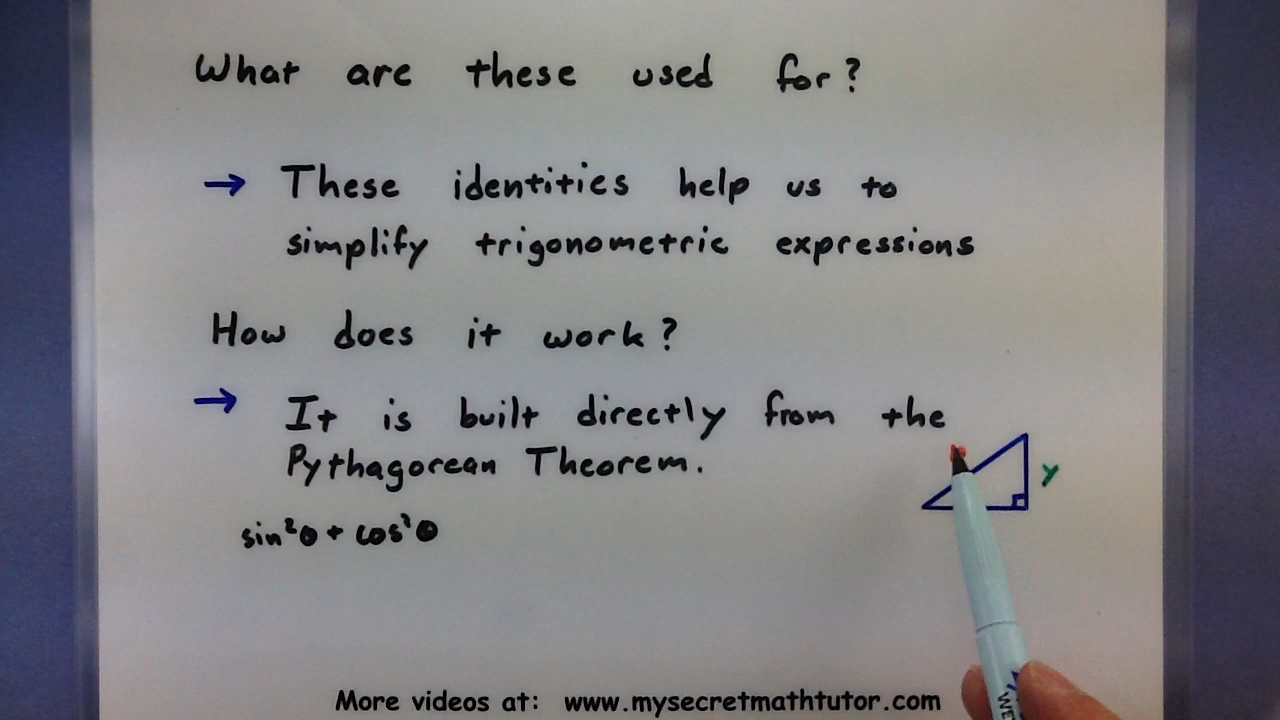 What are these used for?
→ These identities help us to
simplify trigonometric expressions
How does it work?
→ It is built directly from the
Pythagorean Theorem.
y
sin²θ + cos²θ
More videos at: www.mysecretmathtutor.com
WE